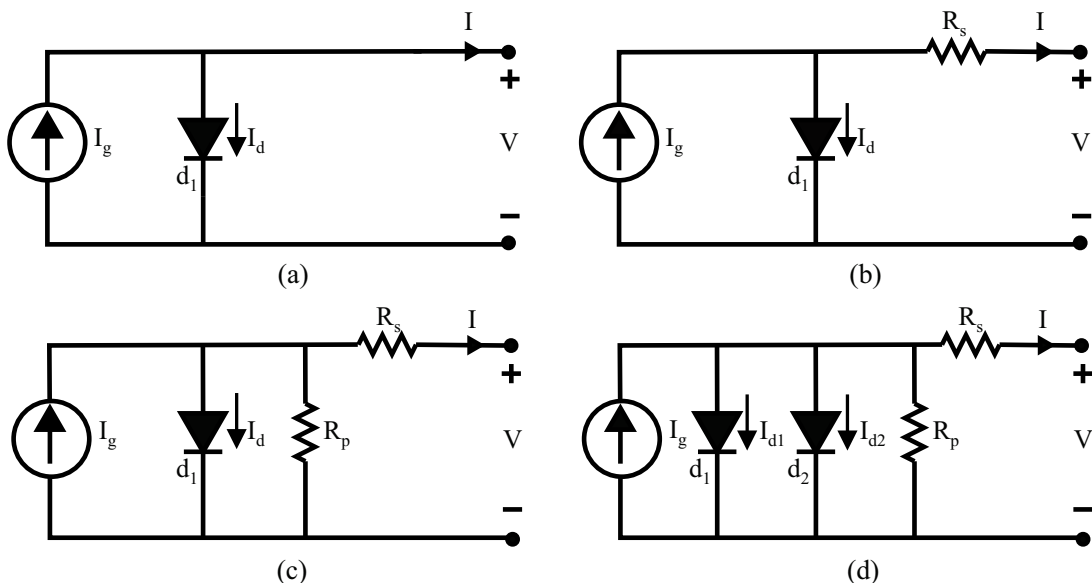 I
+
I_g
I_d
V
d_1
−
(a)
R_s
I
+
I_g
I_d
V
d_1
−
(b)
R_s
I
+
I_g
I_d
R_p
V
d_1
−
(c)
R_s
I
+
I_g
I_d1
I_d2
R_p
V
d_1
d_2
−
(d)